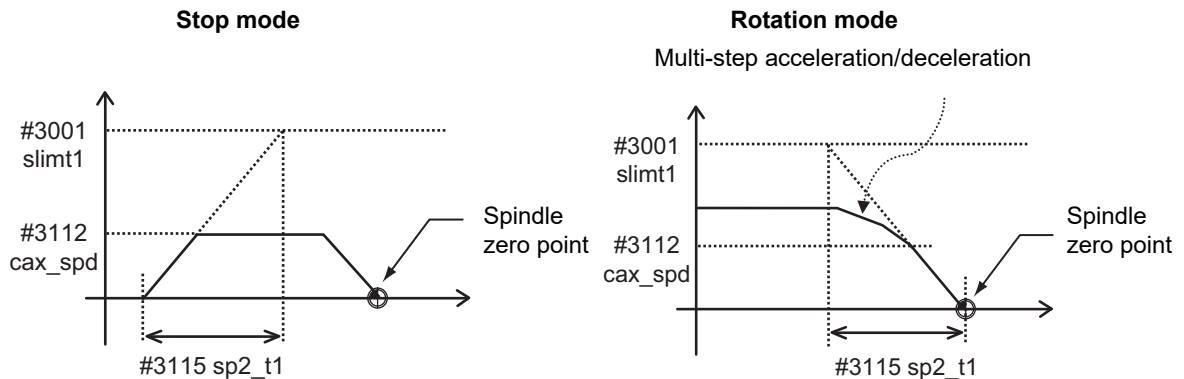 Stop mode
#3001
slimt1
#3112
cax_spd
Spindle
zero point
#3115 sp2_t1
Rotation mode
Multi-step acceleration/deceleration
#3001
slimt1
#3112
cax_spd
Spindle
zero point
#3115 sp2_t1